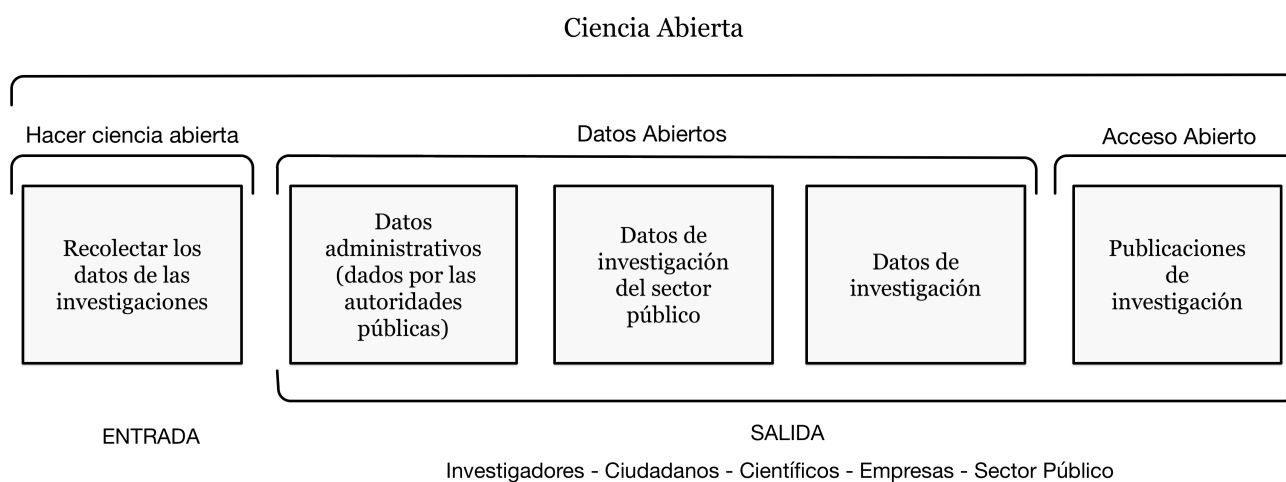 Ciencia Abierta
Hacer ciencia abierta
Datos Abiertos
Acceso Abierto
Recolectar los
datos de las
investigaciones
Datos
administrativos
(dados por las
autoridades
públicas)
Datos de
investigación
del sector
público
Datos de
investigación
Publicaciones
de
investigación
ENTRADA
SALIDA
Investigadores - Ciudadanos - Científicos - Empresas - Sector Público